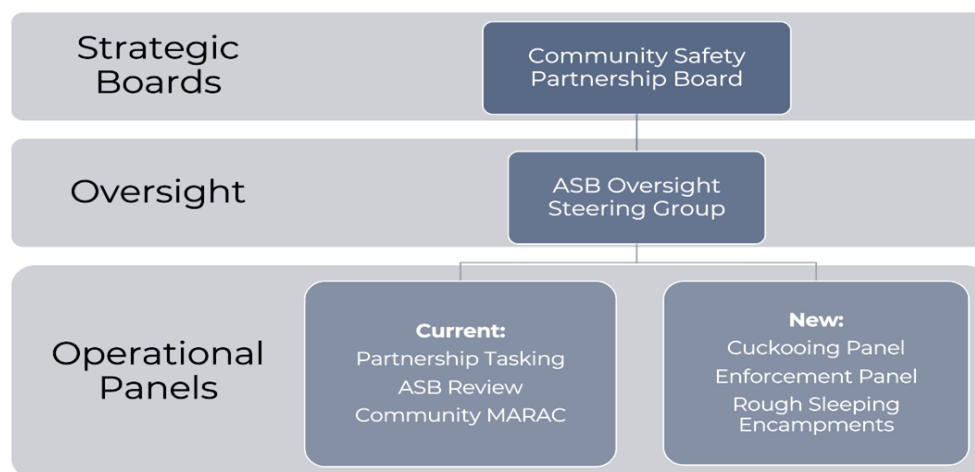 Strategic
Boards
Community Safety
Partnership Board
Oversight
ASB Oversight
Steering Group
Operational
Panels
Current:
Partnership Tasking
ASB Review
Community MARAC
New:
Cuckooing Panel
Enforcement Panel
Rough Sleeping
Encampments